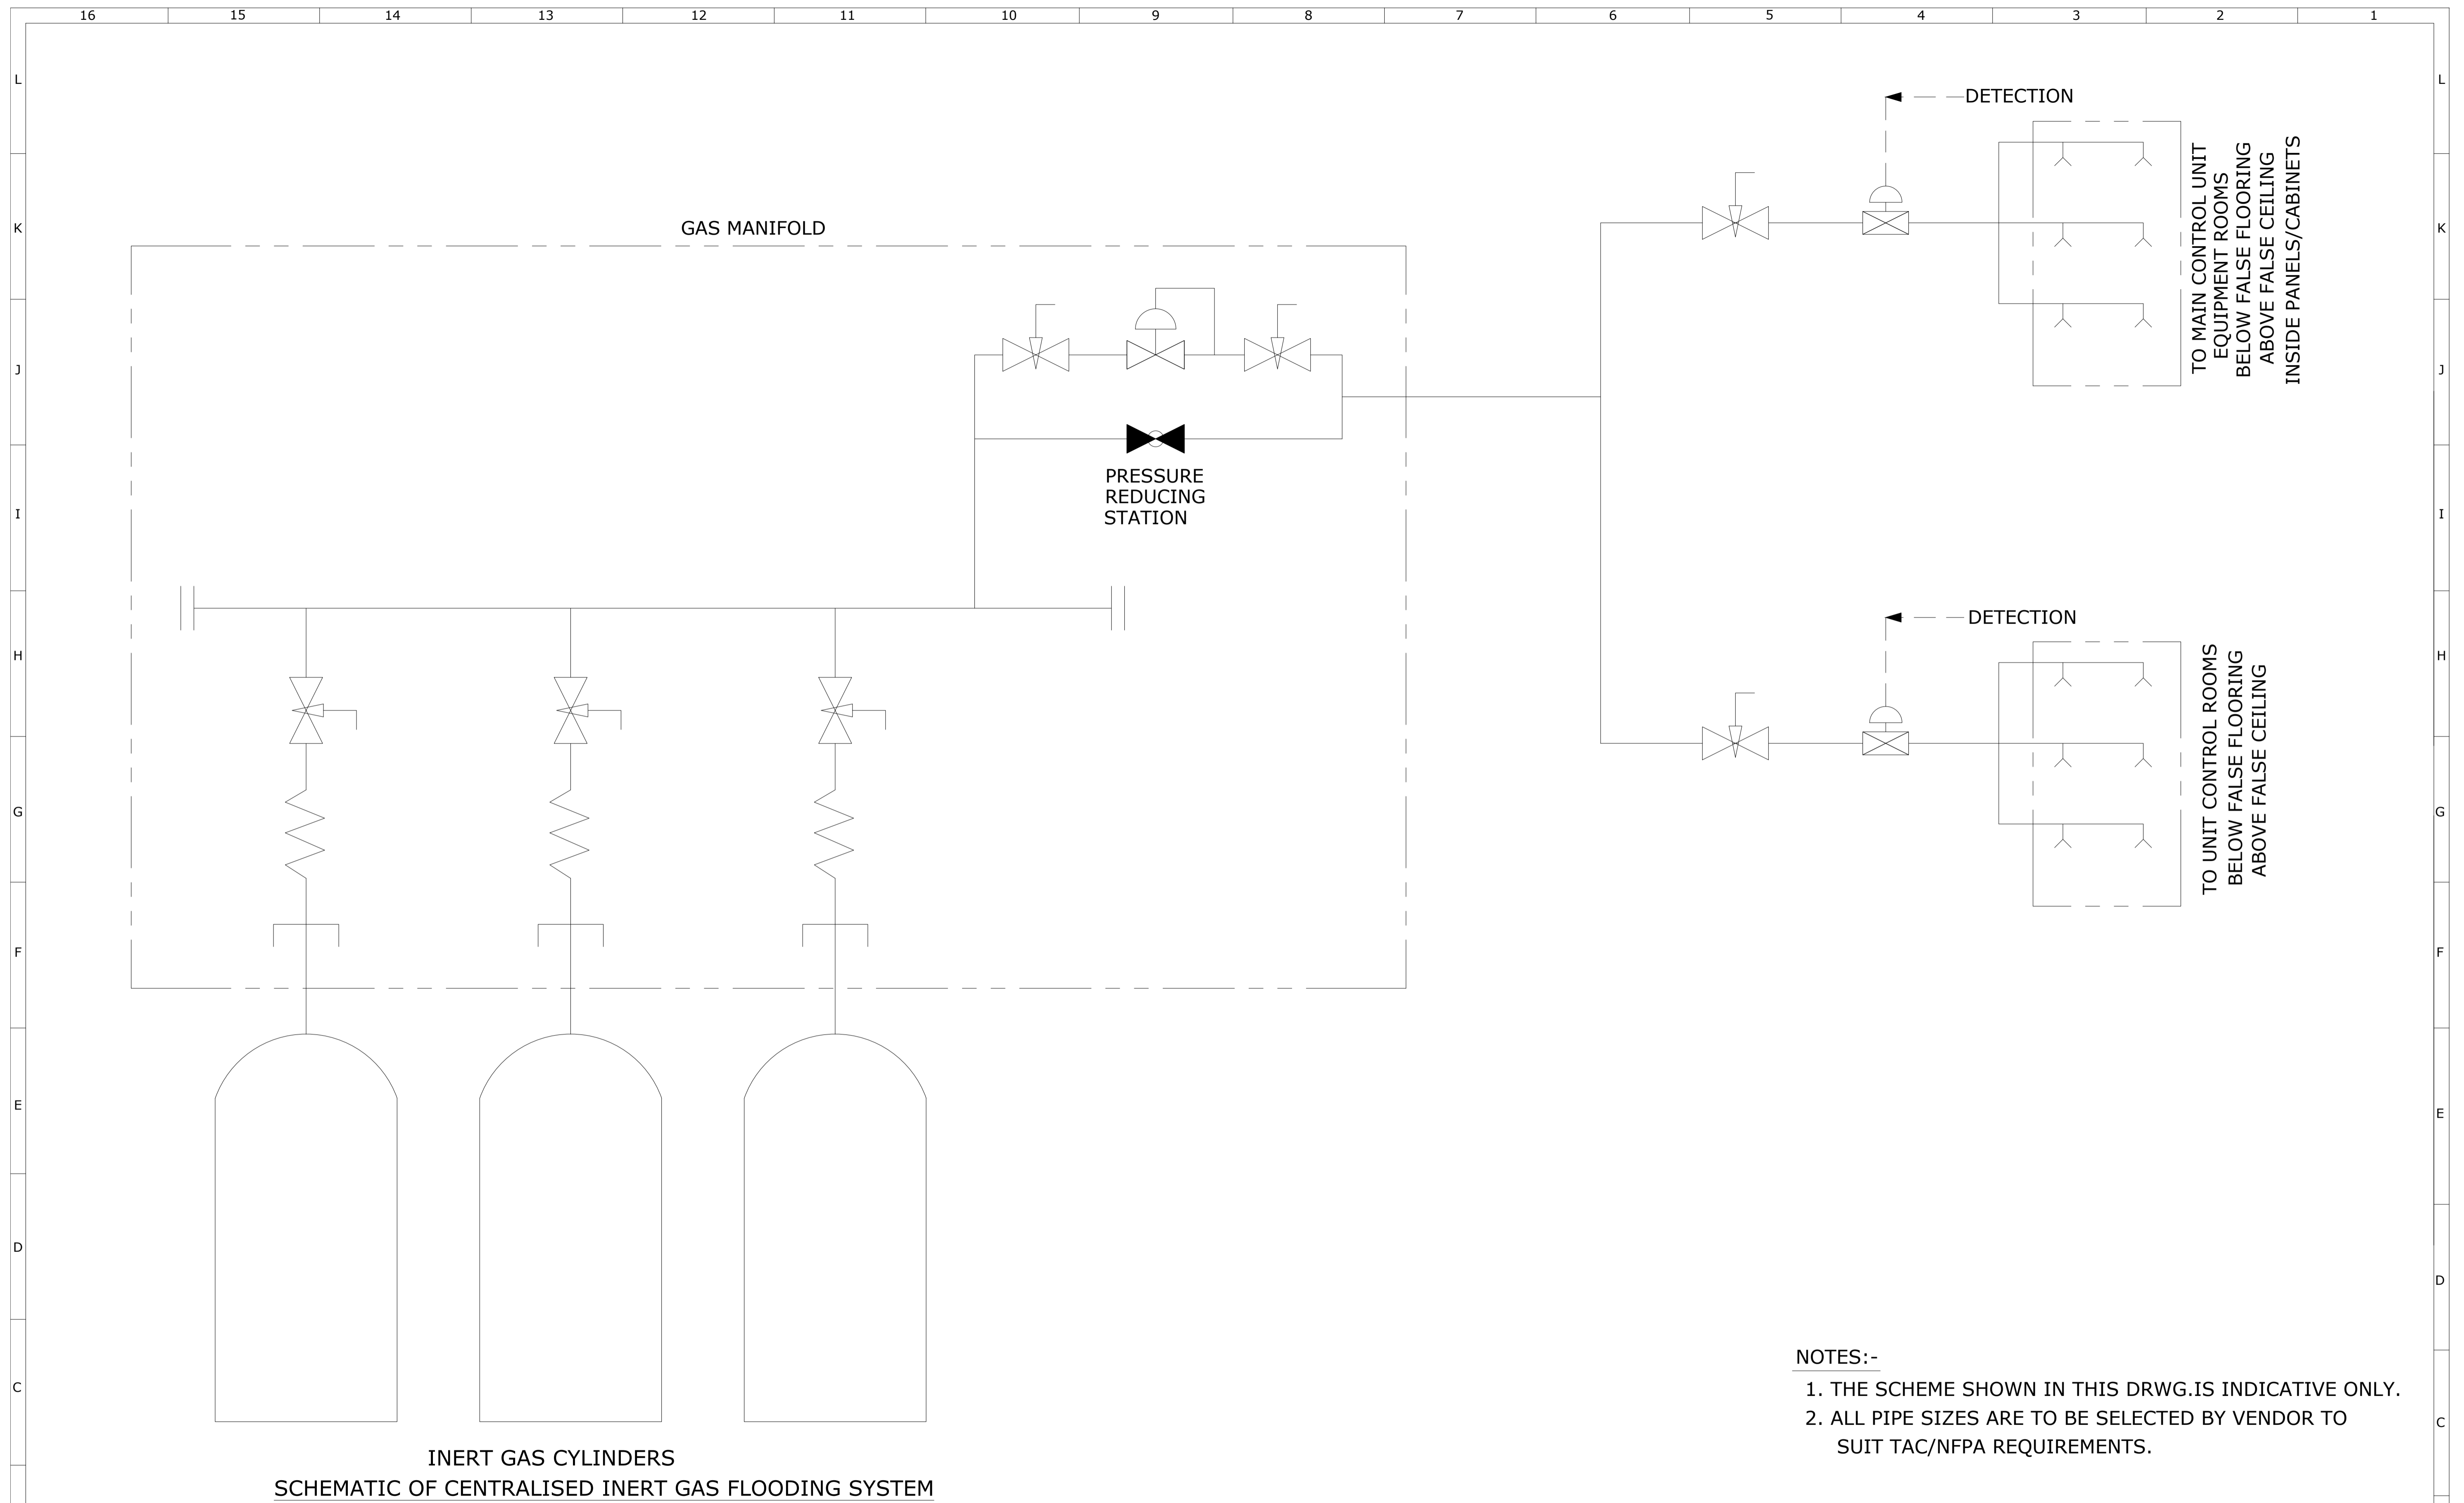 16 15 14 13 12 11 10 9 8 7 6 5 4 3 2 1
L L
DETECTION
TO MAIN CONTROL UNIT
EQUIPMENT ROOMS
BELOW FALSE FLOORING
ABOVE FALSE CEILING
INSIDE PANELS/CABINETS
K K
GAS MANIFOLD
J J
PRESSURE
REDUCING
STATION
I I
DETECTION
TO UNIT CONTROL ROOMS
BELOW FALSE FLOORING
ABOVE FALSE CEILING
H H
G G
F F
E E
D D
NOTES:-
1. THE SCHEME SHOWN IN THIS DRWG.IS INDICATIVE ONLY.
2. ALL PIPE SIZES ARE TO BE SELECTED BY VENDOR TO
SUIT TAC/NFPA REQUIREMENTS.
C C
INERT GAS CYLINDERS
SCHEMATIC OF CENTRALISED INERT GAS FLOODING SYSTEM